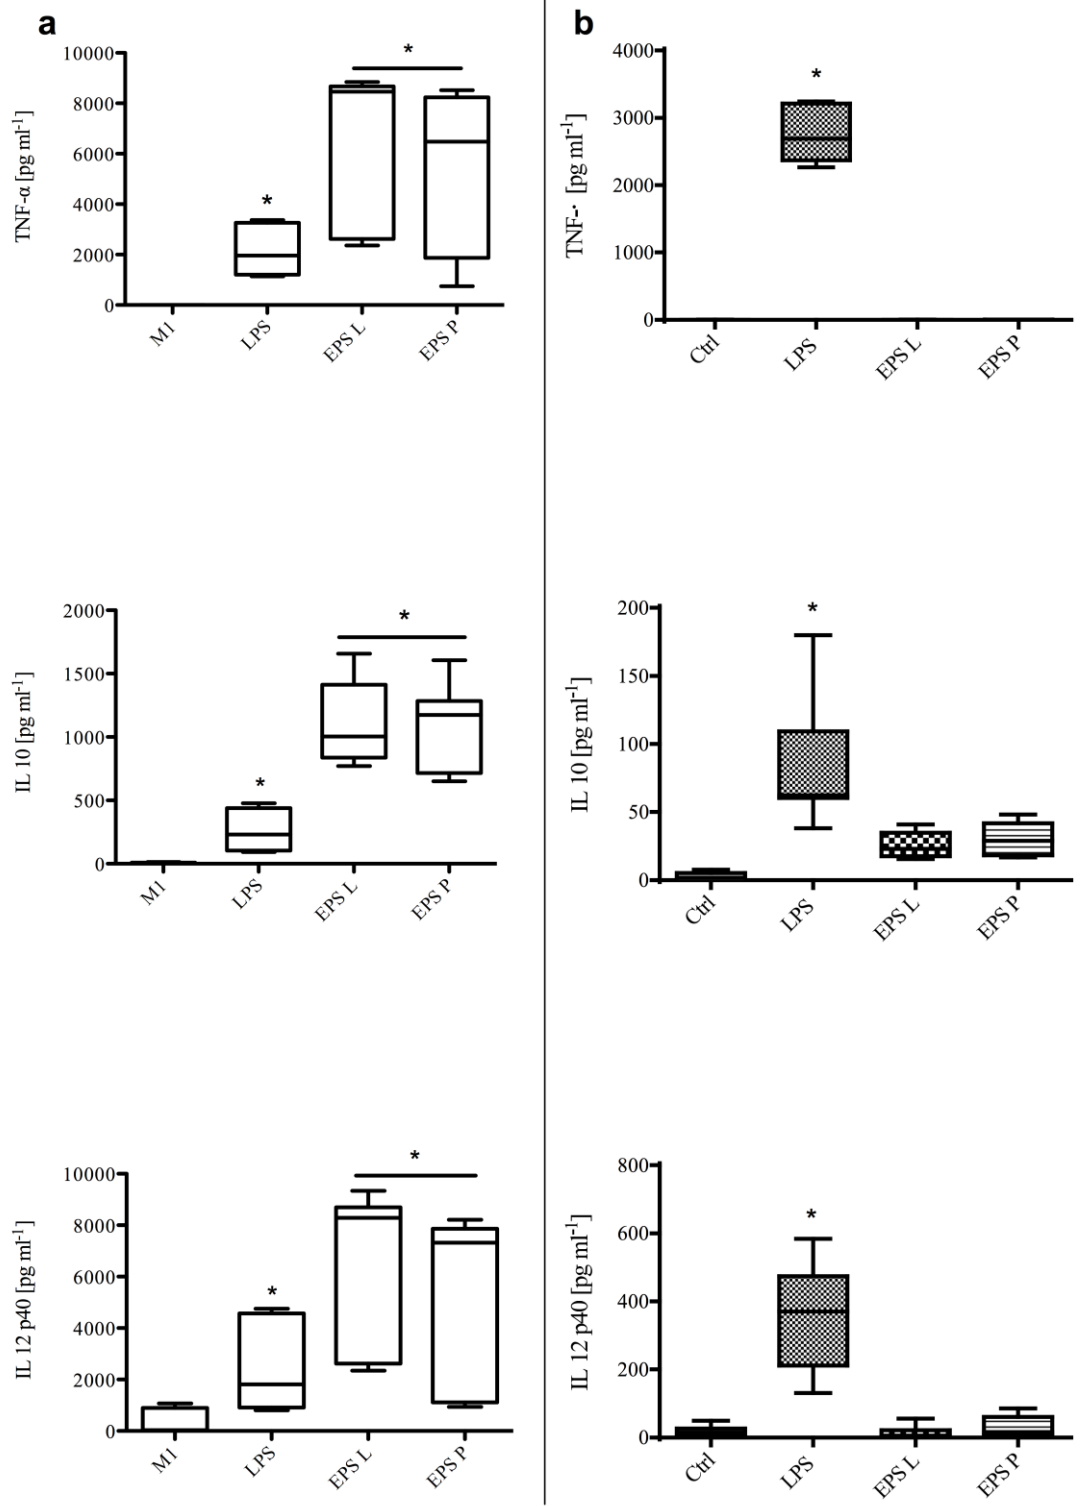 a
*
*
TNF-α [pg ml-1]
10000
8000
6000
4000
2000
0
M1
LPS
EPS L
EPS P
*
*
IL 10 [pg ml-1]
2000
1500
1000
500
0
M1
LPS
EPS L
EPS P
*
*
IL 12 p40 [pg ml-1]
10000
8000
6000
4000
2000
0
M1
LPS
EPS L
EPS P
b
*
TNF-· [pg ml-1]
4000
3000
2000
1000
0
Ctrl
LPS
EPS L
EPS P
*
IL 10 [pg ml-1]
200
150
100
50
0
Ctrl
LPS
EPS L
EPS P
*
IL 12 p40 [pg ml-1]
800
600
400
200
0
Ctrl
LPS
EPS L
EPS P